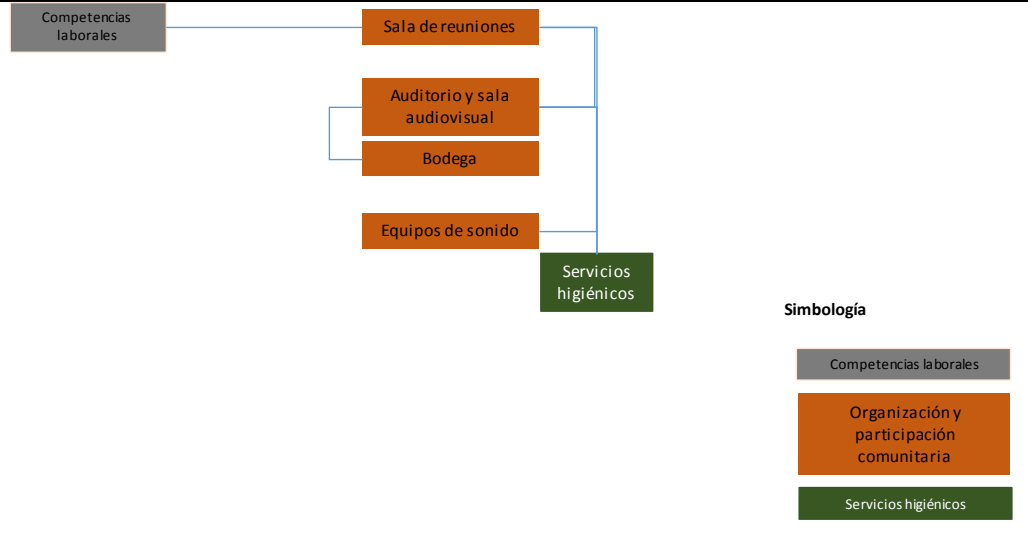 Competencias
laborales
Sala de reuniones
Auditorio y sala
audiovisual
Bodega
Equipos de sonido
Servicios
higiénicos
Simbología
Competencias laborales
Organización y
participación
comunitaria
Servicios higiénicos